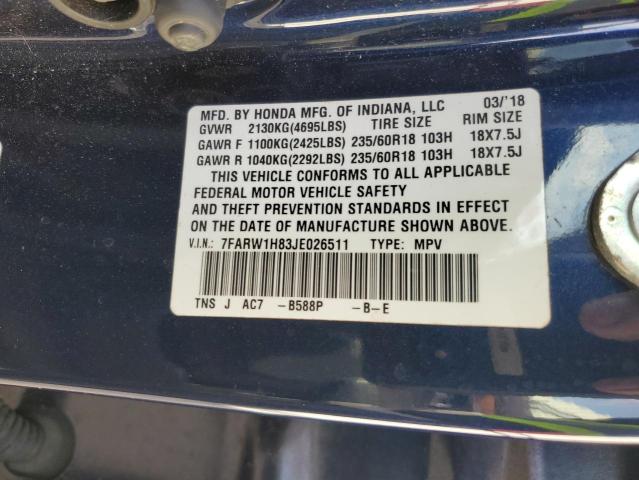 MFD. BY HONDA MFG. OF INDIANA, LLC 03/'18
GVWR 2130KG(4695LBS) TIRE SIZE RIM SIZE
GAWR F 1100KG(2425LBS) 235/60R18 103H 18X7.5J
GAWR R 1040KG(2292LBS) 235/60R18 103H 18X7.5J
THIS VEHICLE CONFORMS TO ALL APPLICABLE
FEDERAL MOTOR VEHICLE SAFETY
AND THEFT PREVENTION STANDARDS IN EFFECT
ON THE DATE OF MANUFACTURE SHOWN ABOVE.
V.I.N.: 7FARW1H83JE026511 TYPE: MPV
TNS J AC7 -B588P -B-E